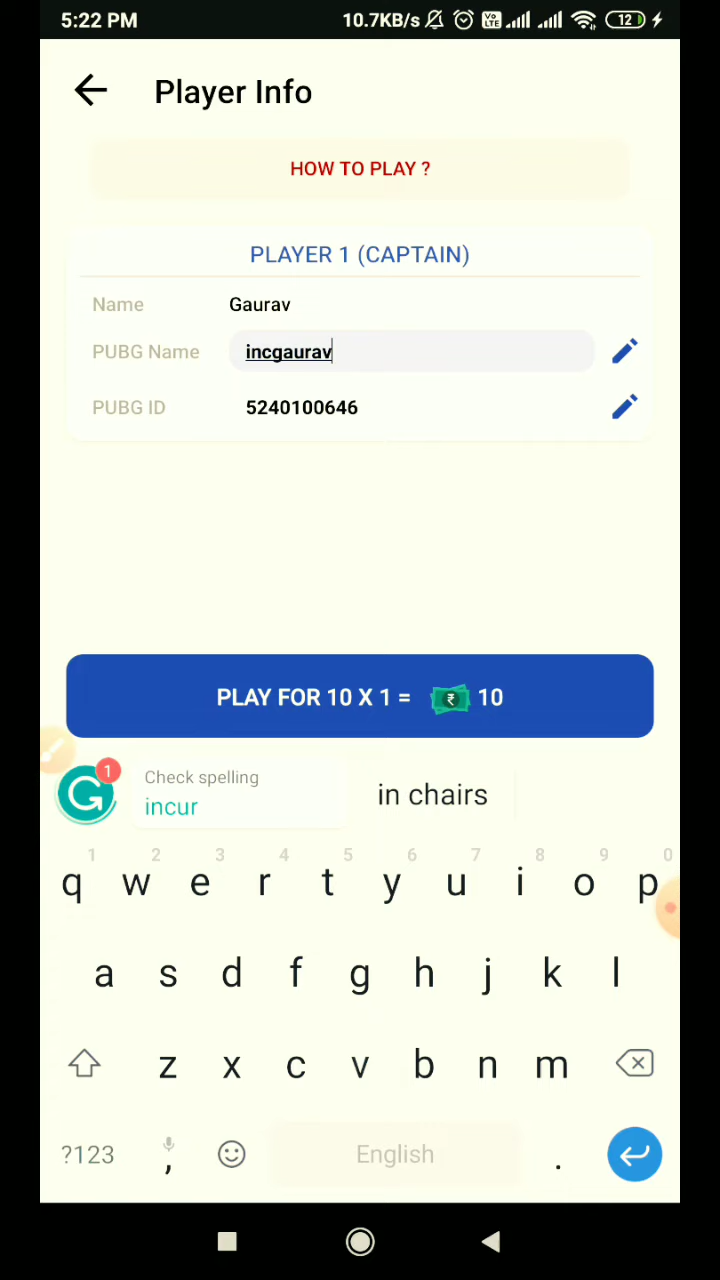 5:22 PM 10.7KB/s Vo LTE 12
Player Info
HOW TO PLAY ?
PLAYER 1 (CAPTAIN)
Name Gaurav
PUBG Name incgaurav
PUBG ID 5240100646
PLAY FOR 10 X 1 = ₹ 10
G 1 Check spelling
incur in chairs
1 2 3 4 5 6 7 8 9 0
q w e r t y u i o p
a s d f g h j k l
z x c v b n m
?123 , English .